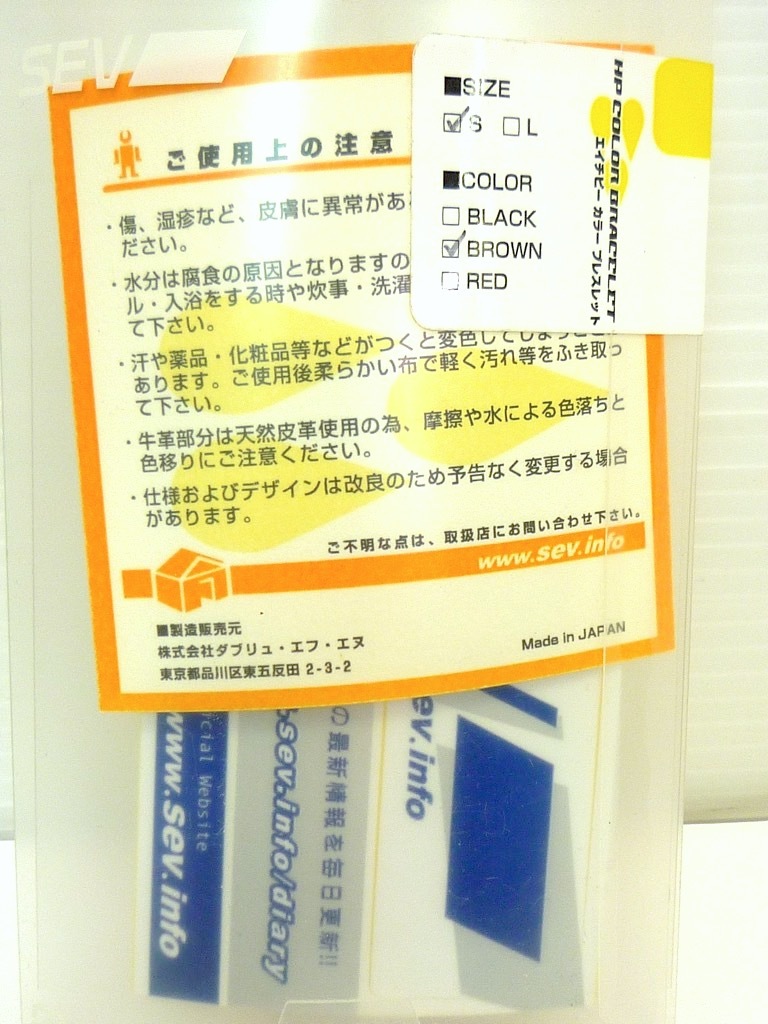 SEV
ご使用上の注意
・傷、湿疹など、皮膚に異常がある
ださい。
・水分は腐食の原因となりますの
ル・入浴をする時や炊事・洗濯
て下さい。
・汗や薬品・化粧品等などがつくと変色してしまうこ
あります。ご使用後柔らかい布で軽く汚れ等をふき取っ
て下さい。
・牛革部分は天然皮革使用の為、摩擦や水による色落ちと
色移りにご注意ください。
・仕様およびデザインは改良のため予告なく変更する場合
があります。
ご不明な点は、取扱店にお問い合わせ下さい。
www.sev.info
■製造販売元
株式会社ダブリュ・エフ・エヌ
東京都品川区東五反田 2-3-2
Made in JAPAN
■SIZE
☑S □L
■COLOR
□BLACK
☑BROWN
□RED
HP COLOR BRACELET
エイチピー カラー ブレスレット
ev.info
の最新情報を毎日更新!!
sev.info/diary
cial Website
www.sev.info